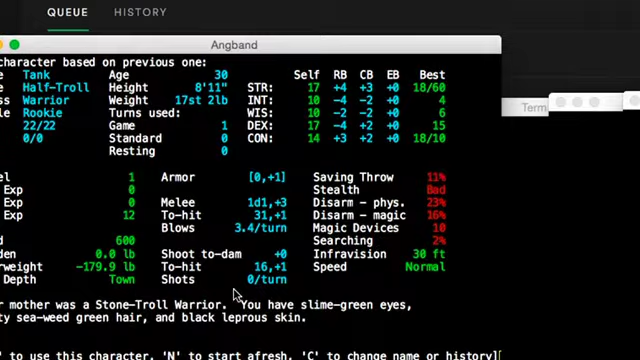 QUEUE HISTORY
Angband
character based on previous one:
Tank Age 30 Self RB CB EB Best
Half-Troll Height 8'11" STR: 17 +4 +3 +0 18/60
Warrior Weight 17st 2lb INT: 10 -4 -2 +0 4
Rookie Turns used: WIS: 10 -2 -2 +0 6
22/22 Game 1 DEX: 17 -4 +2 +0 15
0/0 Standard 0 CON: 14 +3 +2 +0 18/10
Resting 0
Term
1 Armor [0,+1] Saving Throw 11%
Exp 0 Stealth Bad
Exp 0 Melee 1d1,+3 Disarm - phys. 23%
Exp 12 To-hit 31,+1 Disarm - magic 16%
Blows 3.4/turn Magic Devices 10
600 Searching 2%
0.0 lb Shoot to-dam +0 Infravision 30 ft
-179.9 lb To-hit 16,+1 Speed Normal
Depth Town Shots 0/turn
mother was a Stone-Troll Warrior. You have slime-green eyes,
sea-weed green hair, and black leprous skin.
to use this character, 'N' to start afresh, 'C' to change name or history]